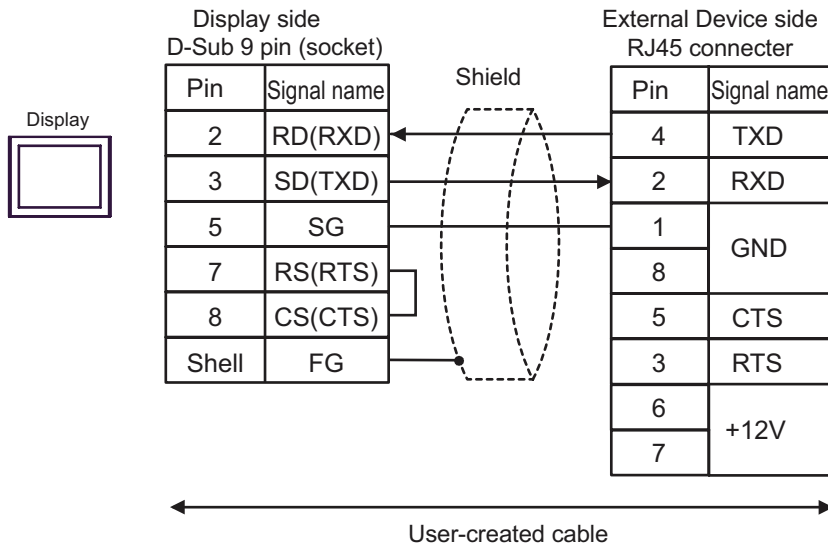 Display side
D-Sub 9 pin (socket)
External Device side
RJ45 connecter
Shield
Display
Pin Signal name
2 RD(RXD)
3 SD(TXD)
5 SG
7 RS(RTS)
8 CS(CTS)
Shell FG
Pin Signal name
4 TXD
2 RXD
1
8
GND
5 CTS
3 RTS
6
7
+12V
User-created cable